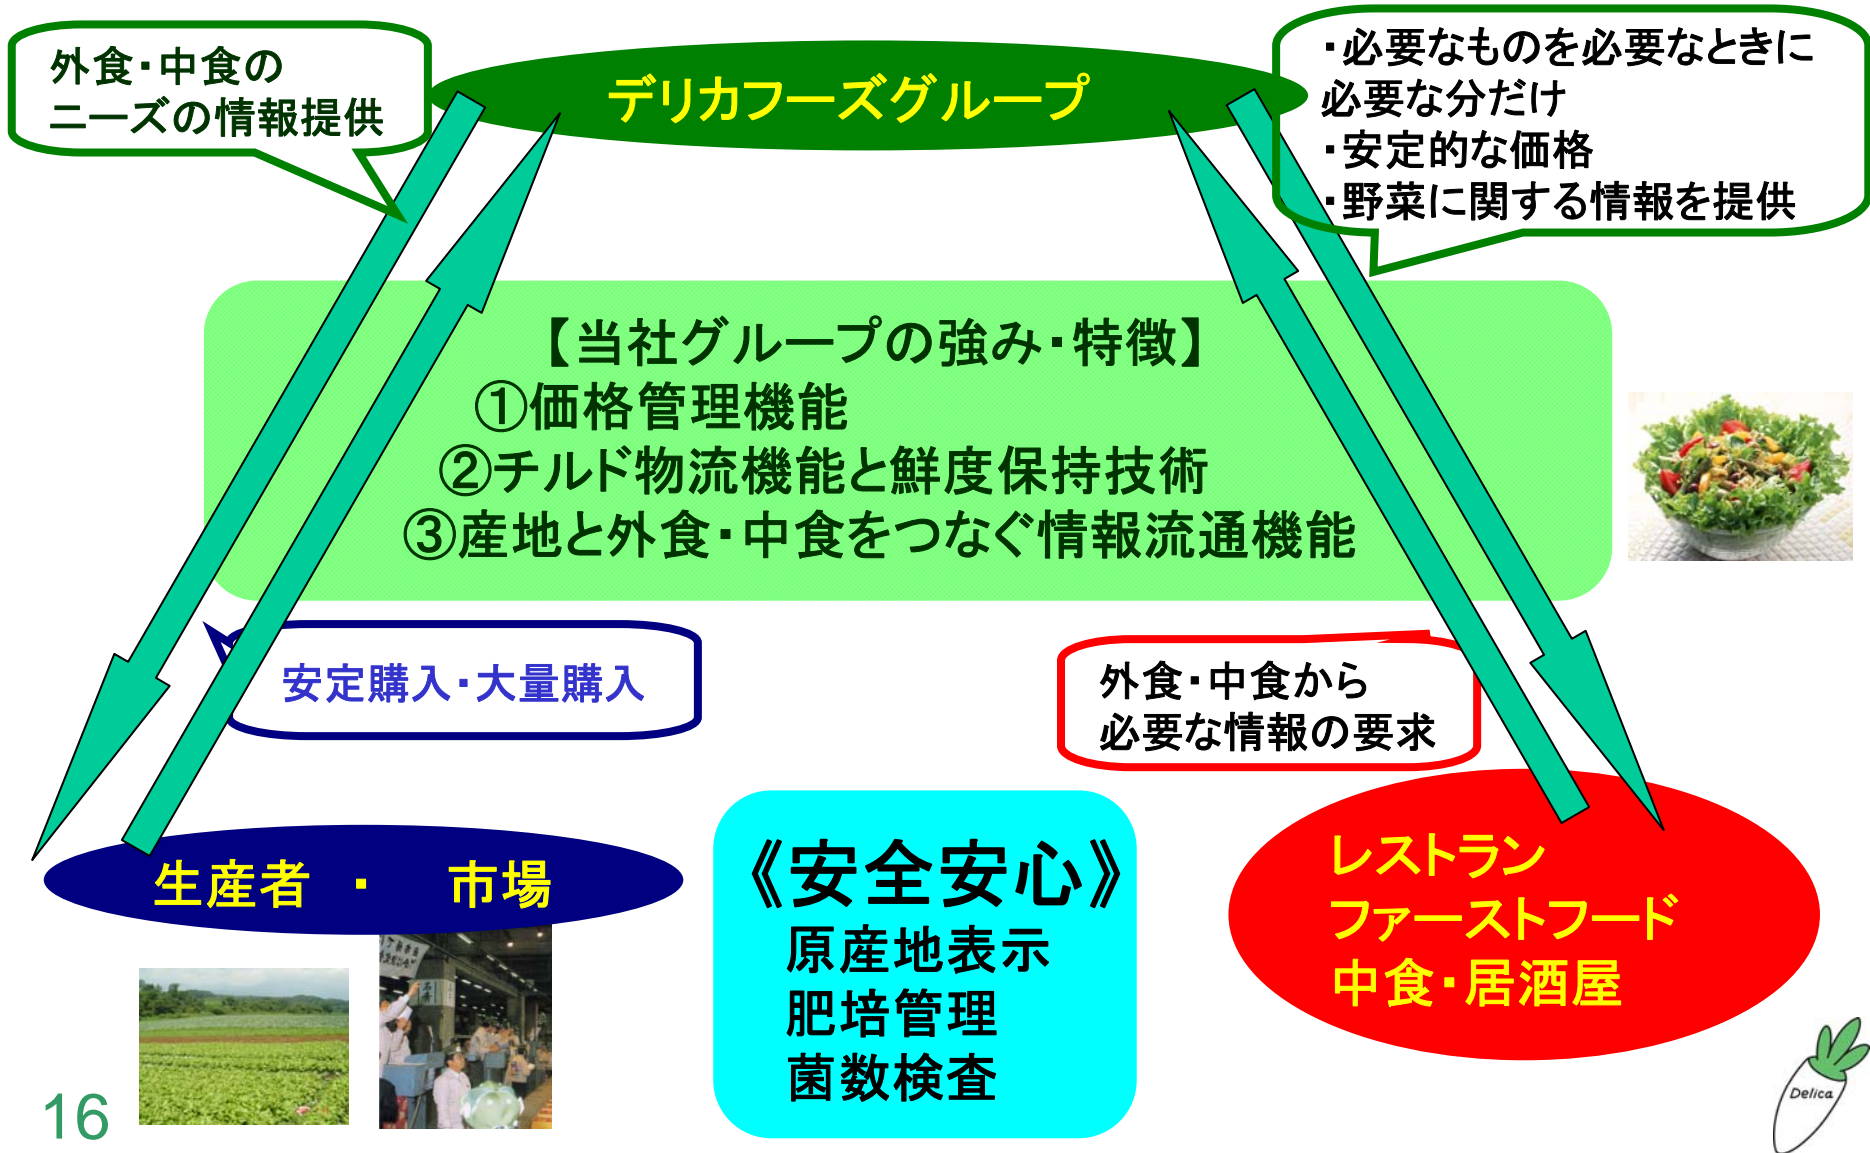 外食・中食の
ニーズの情報提供
デリカフーズグループ
・必要なものを必要なときに
必要な分だけ
・安定的な価格
・野菜に関する情報を提供
【当社グループの強み・特徴】
①価格管理機能
②チルド物流機能と鮮度保持技術
③産地と外食・中食をつなぐ情報流通機能
安定購入・大量購入
外食・中食から
必要な情報の要求
生産者 ・ 市場
《安全安心》
原産地表示
肥培管理
菌数検査
レストラン
ファーストフード
中食・居酒屋
Delica
16